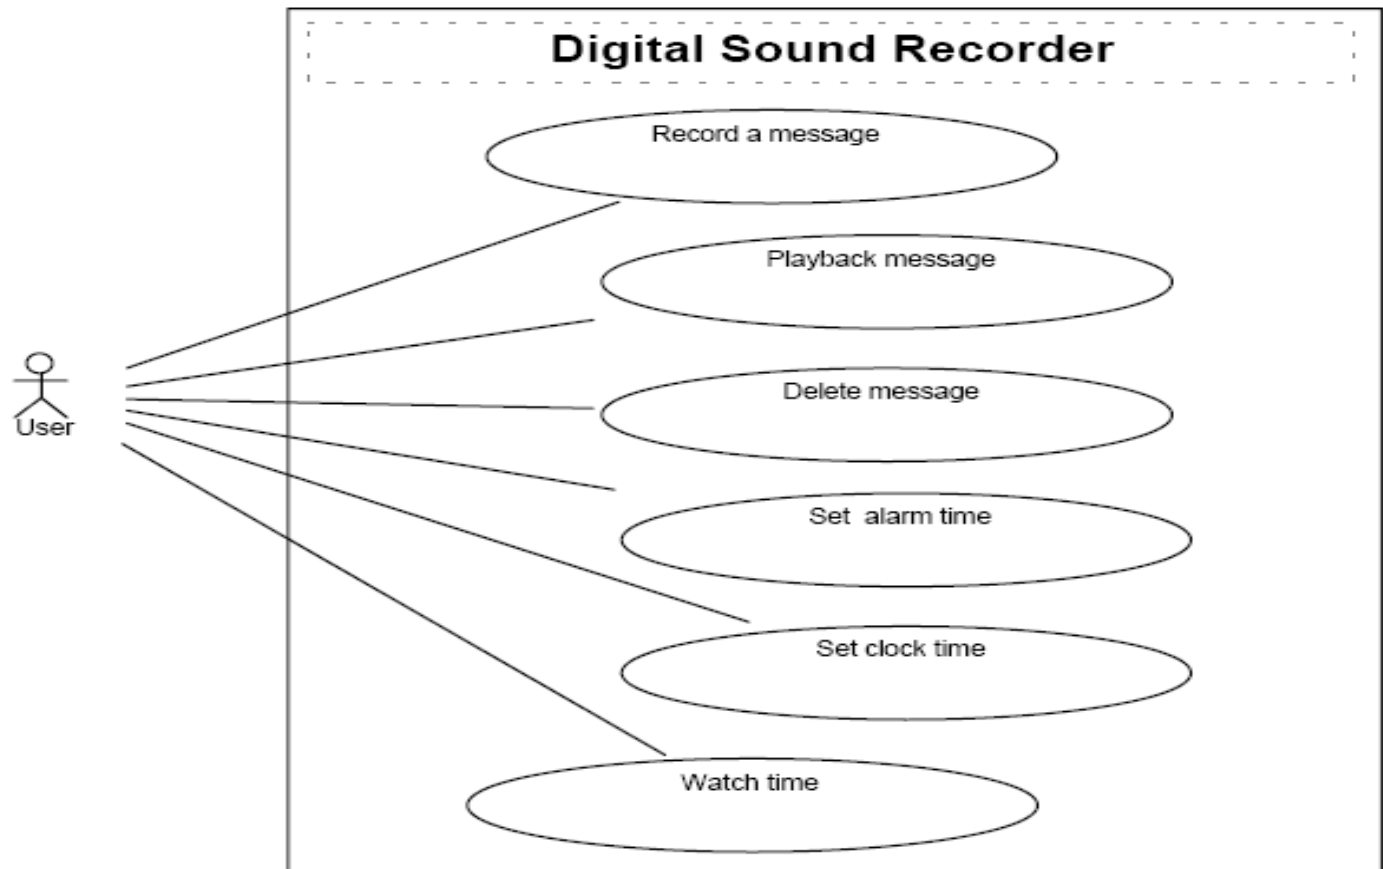 Digital Sound Recorder
Record a message
Playback message
Delete message
User
Set alarm time
Set clock time
Watch time